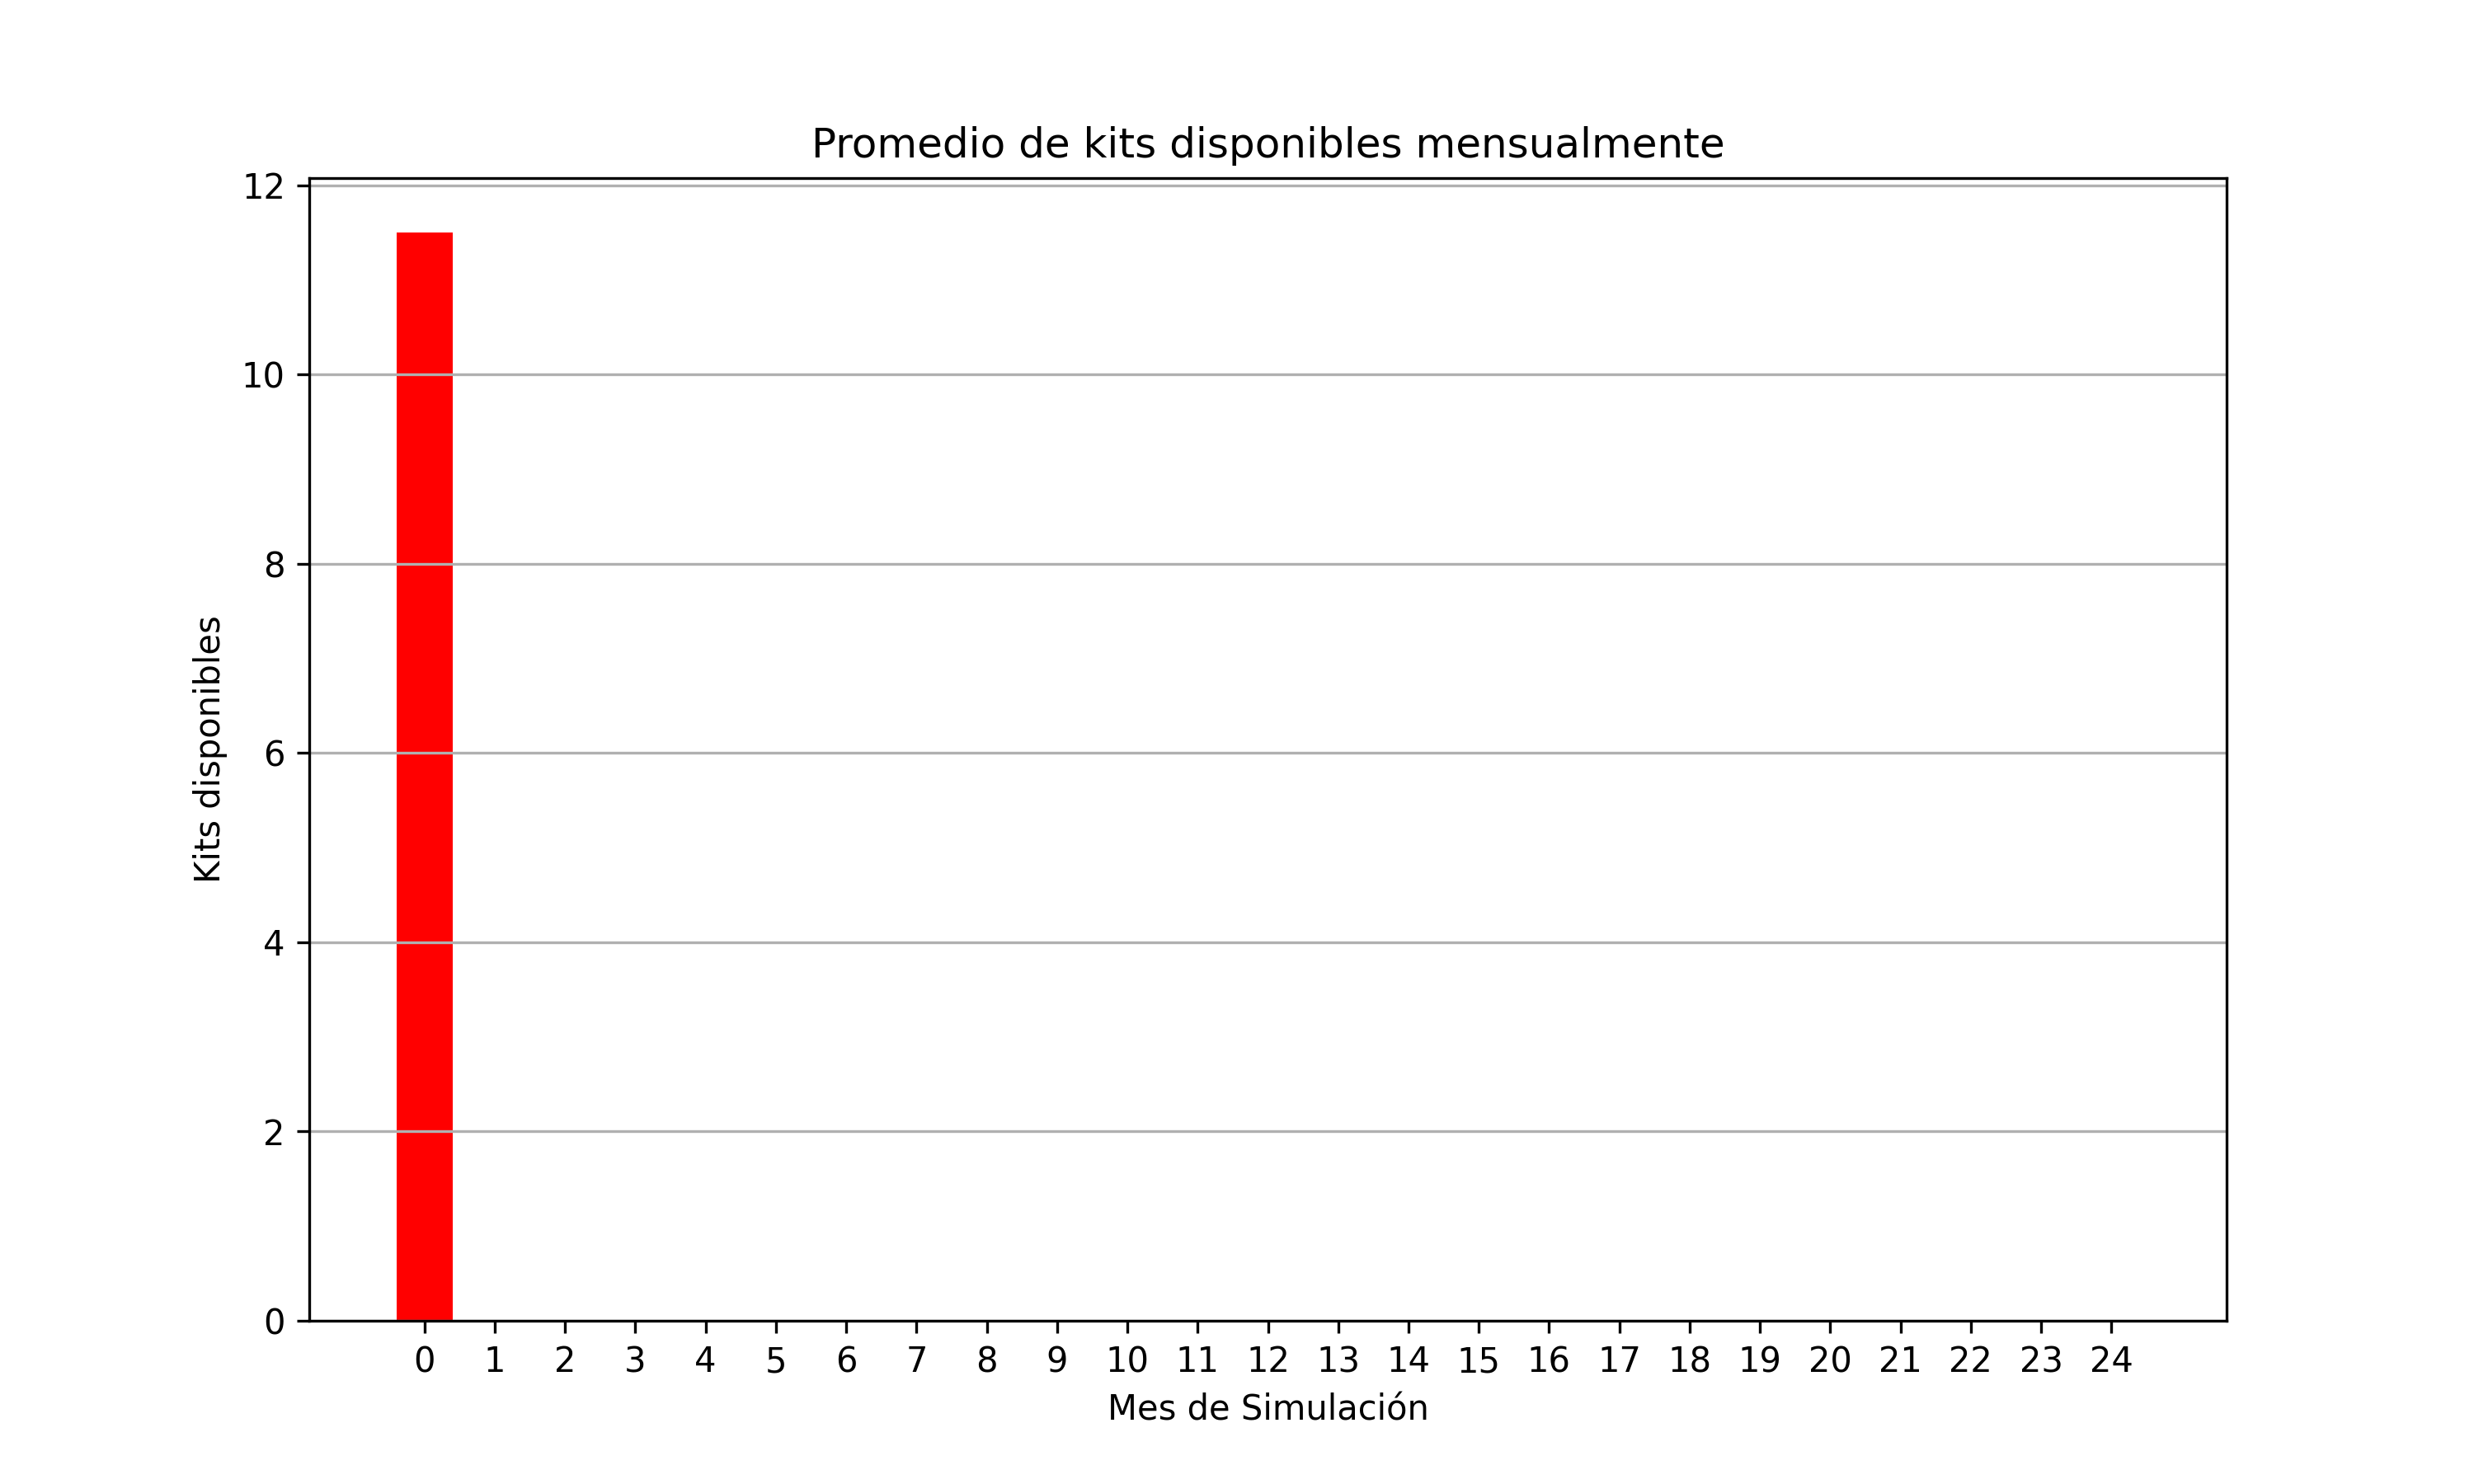 Promedio de kits disponibles mensualmente
12
10
8
6
4
2
0
Kits disponibles
0 1 2 3 4 5 6 7 8 9 10 11 12 13 14 15 16 17 18 19 20 21 22 23 24
Mes de Simulación